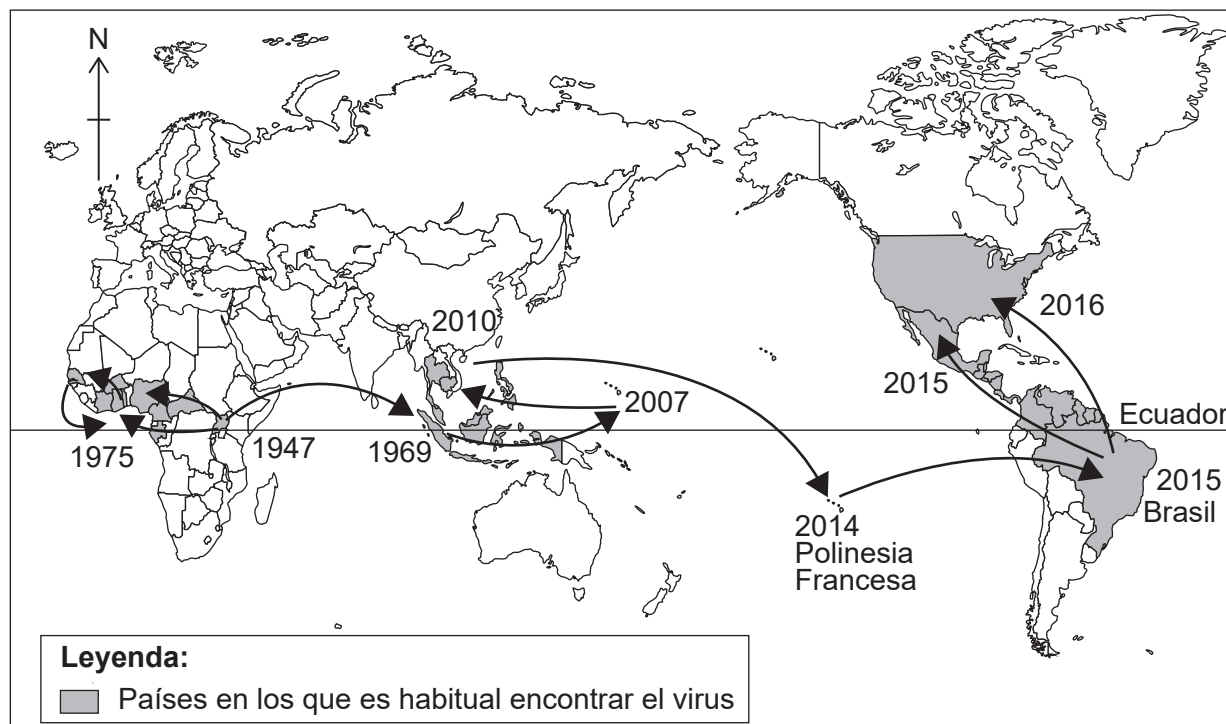 N
2010
2016
2015
2007
Ecuador
1975
1947
1969
2015
Brasil
2014
Polinesia
Francesa
Leyenda:
Países en los que es habitual encontrar el virus